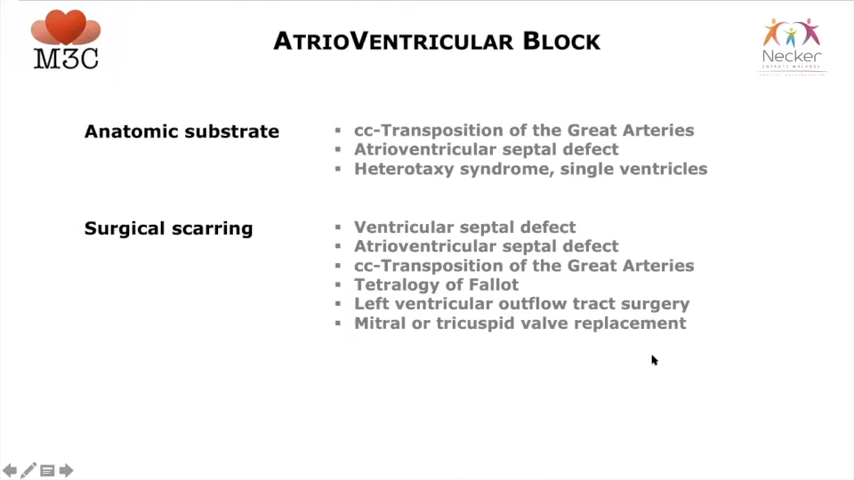 M3C
ATRIOVENTRICULAR BLOCK
Necker
ENFANTS MALADES
Anatomic substrate
▪ cc-Transposition of the Great Arteries
▪ Atrioventricular septal defect
▪ Heterotaxy syndrome, single ventricles
Surgical scarring
▪ Ventricular septal defect
▪ Atrioventricular septal defect
▪ cc-Transposition of the Great Arteries
▪ Tetralogy of Fallot
▪ Left ventricular outflow tract surgery
▪ Mitral or tricuspid valve replacement